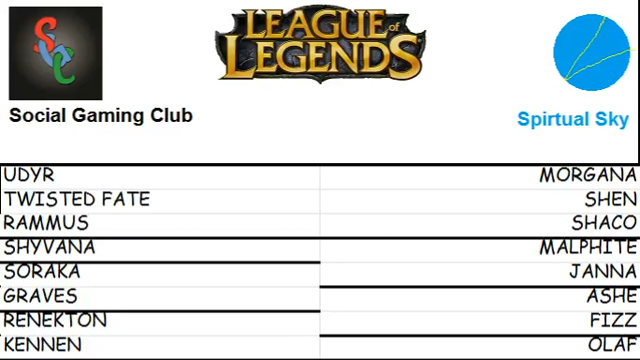 SGC
LEAGUE OF
LEGENDS
Social Gaming Club
Spirtual Sky
UDYR MORGANA
TWISTED FATE SHEN
RAMMUS SHACO
SHYVANA MALPHITE
SORAKA JANNA
GRAVES ASHE
RENEKTON FIZZ
KENNEN OLAF